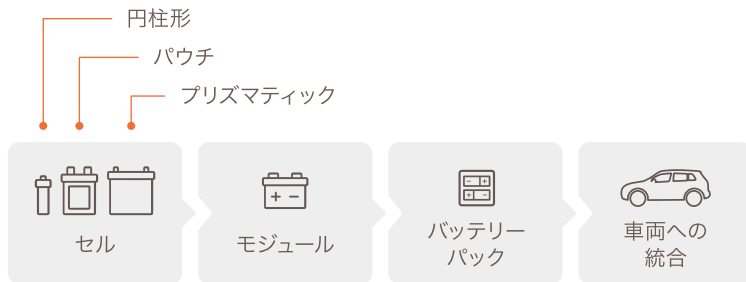 円柱形
パウチ
プリズマティック
セル
モジュール
バッテリー
パック
車両への
統合